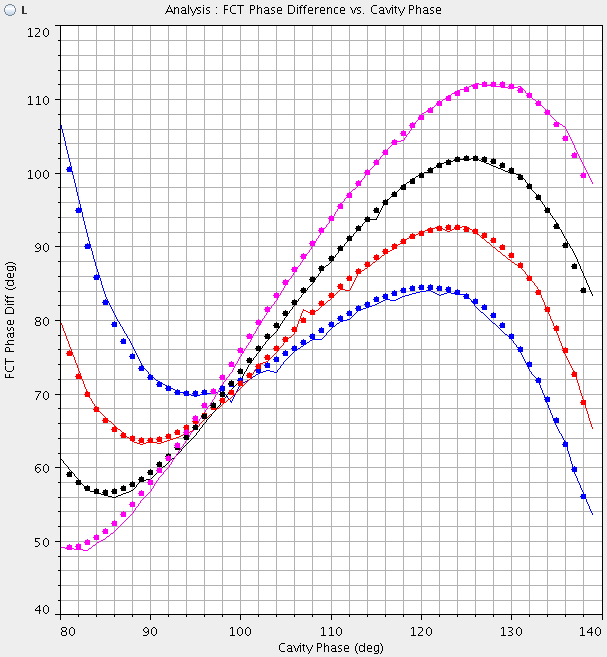 L
Analysis : FCT Phase Difference vs. Cavity Phase
120
110
100
90
80
70
60
50
40
FCT Phase Diff (deg)
80 90 100 110 120 130 140
Cavity Phase (deg)